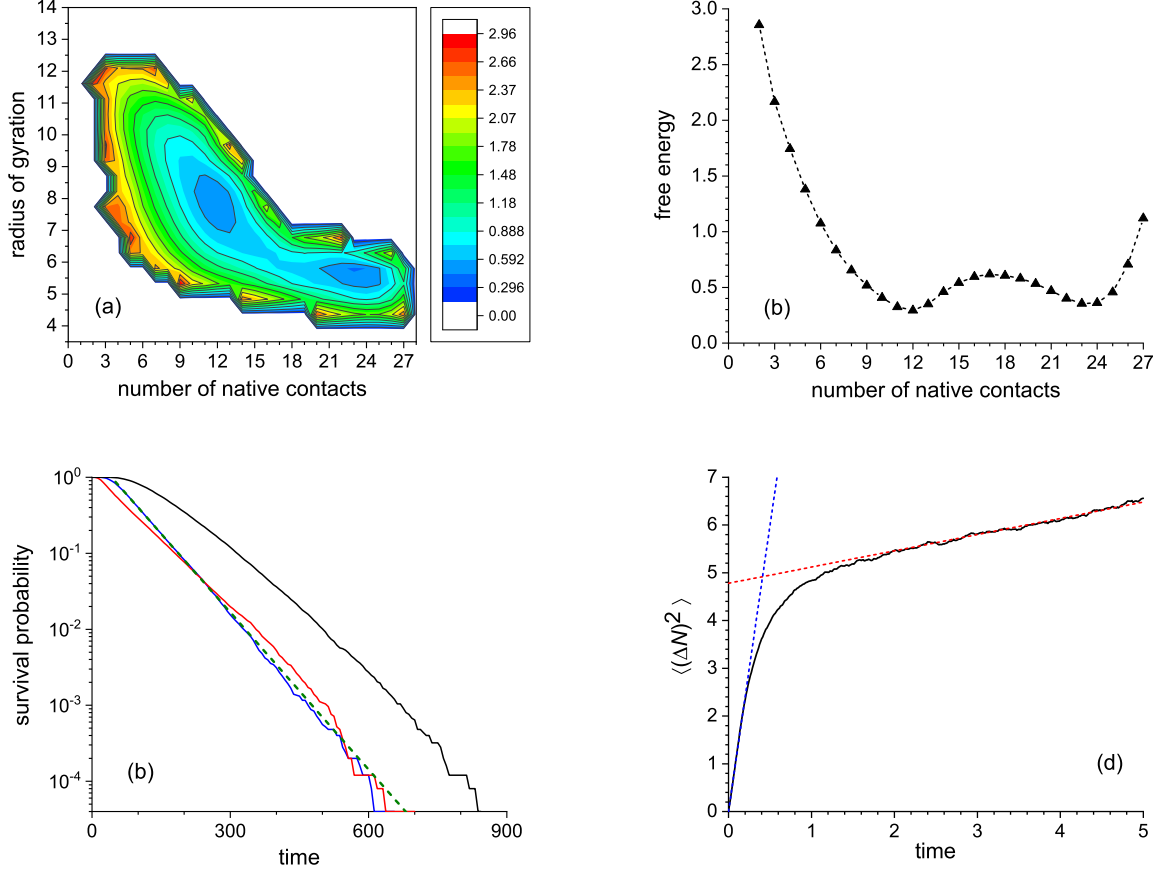 14
13
12
11
10
9
8
7
6
5
4
radius of gyration
(a)
0 3 6 9 12 15 18 21 24 27
number of native contacts
2.96
2.66
2.37
2.07
1.78
1.48
1.18
0.888
0.592
0.296
0.00
3.0
2.5
2.0
1.5
1.0
0.5
0.0
free energy
(b)
0 3 6 9 12 15 18 21 24 27
number of native contacts
10⁰
10⁻¹
10⁻²
10⁻³
10⁻⁴
survival probability
(b)
0 300 600 900
time
7
6
5
4
3
2
1
0
⟨(ΔN)² ⟩
(d)
0 1 2 3 4 5
time